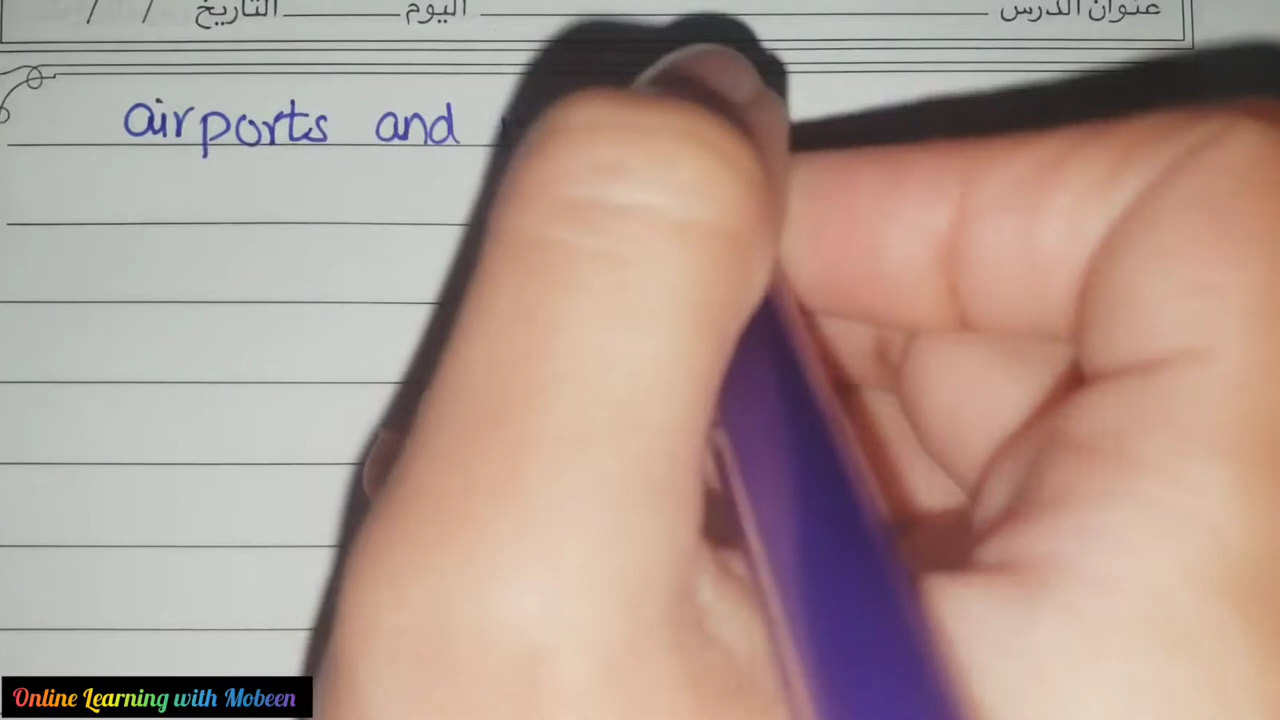 عنوان الدرس اليوم التاريخ / /
airports and
Online Learning with Mobeen